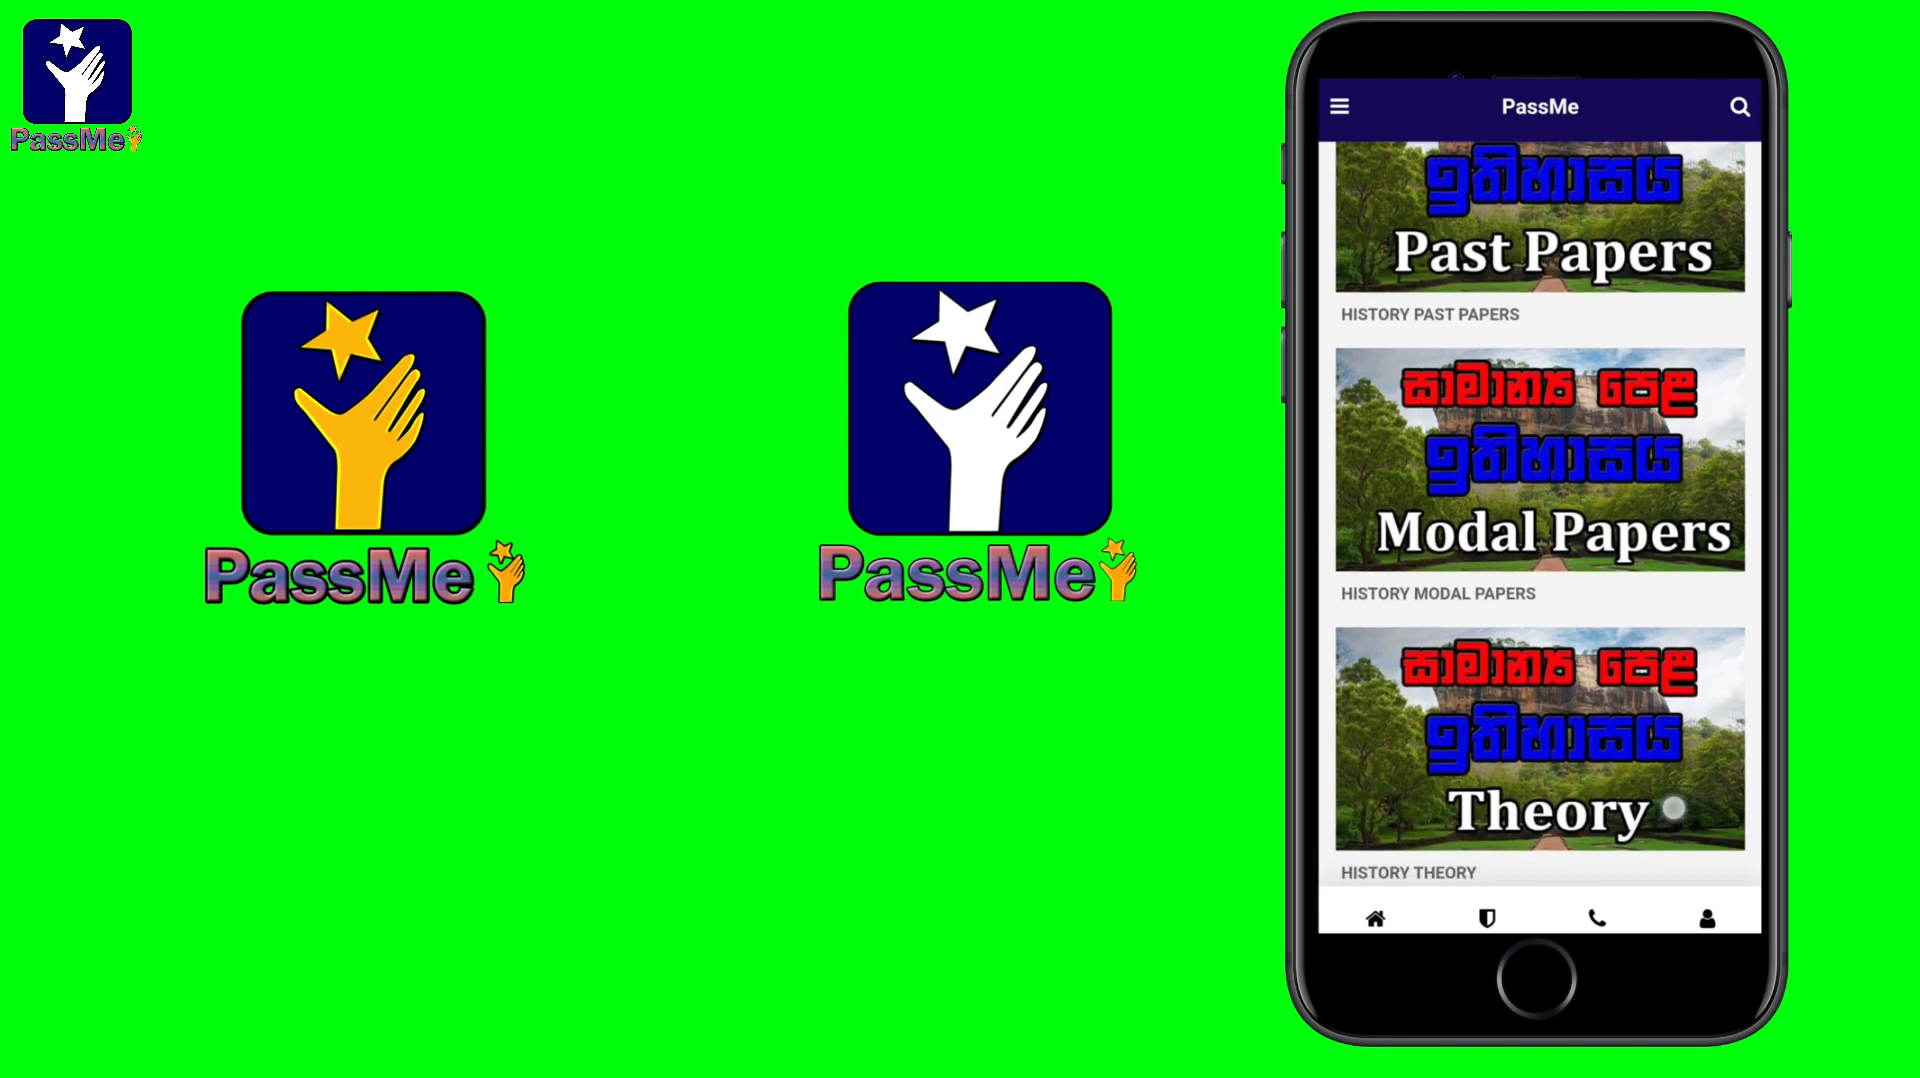 PassMe
PassMe
PassMe
PassMe
ඉතිහාසය
Past Papers
HISTORY PAST PAPERS
සාමාන්‍ය පෙළ
ඉතිහාසය
Modal Papers
HISTORY MODAL PAPERS
සාමාන්‍ය පෙළ
ඉතිහාසය
Theory
HISTORY THEORY